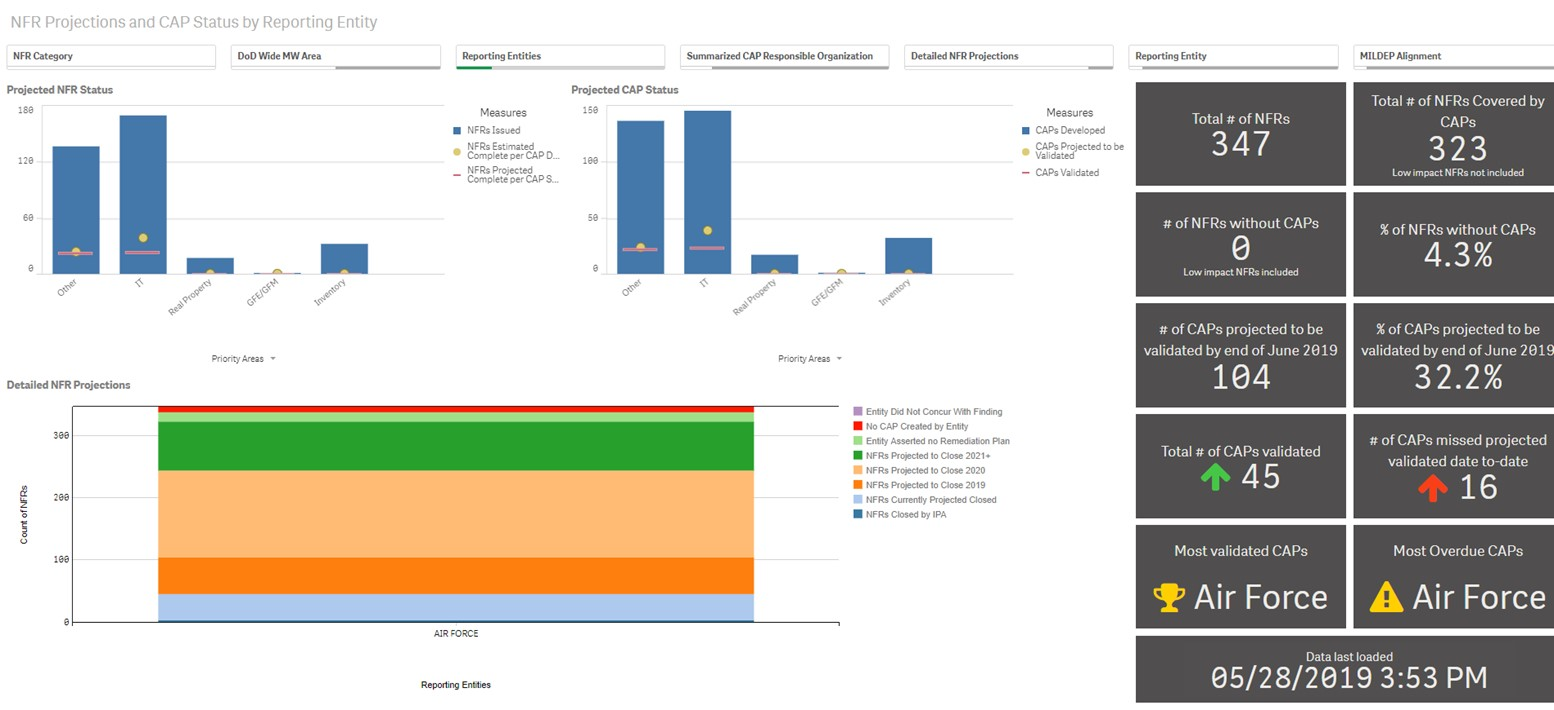 NFR Projections and CAP Status by Reporting Entity
NFR Category
DoD Wide MW Area
Reporting Entities
Summarized CAP Responsible Organization
Detailed NFR Projections
Reporting Entity
MILDEP Alignment
Projected NFR Status
180
120
60
0
Other
IT
Real Property
GFE/GFM
Inventory
Priority Areas
Measures
NFRs Issued
NFRs Estimated
Complete per CAP D...
NFRs Projected
Complete per CAP S...
Projected CAP Status
150
100
50
0
Other
IT
Real Property
GFE/GFM
Inventory
Priority Areas
Measures
CAPs Developed
CAPs Projected to be
Validated
CAPs Validated
Detailed NFR Projections
Count of NFRs
300
200
100
0
AIR FORCE
Reporting Entities
Entity Did Not Concur With Finding
No CAP Created by Entity
Entity Asserted no Remediation Plan
NFRs Projected to Close 2021+
NFRs Projected to Close 2020
NFRs Projected to Close 2019
NFRs Currently Projected Closed
NFRs Closed by IPA
Total # of NFRs
347
Total # of NFRs Covered by
CAPs
323
Low impact NFRs not included
# of NFRs without CAPs
0
Low impact NFRs included
% of NFRs without CAPs
4.3%
# of CAPs projected to be
validated by end of June 2019
104
% of CAPs projected to be
validated by end of June 2019
32.2%
Total # of CAPs validated
45
# of CAPs missed projected
validated date to-date
16
Most validated CAPs
Air Force
Most Overdue CAPs
Air Force
Data last loaded
05/28/2019 3:53 PM